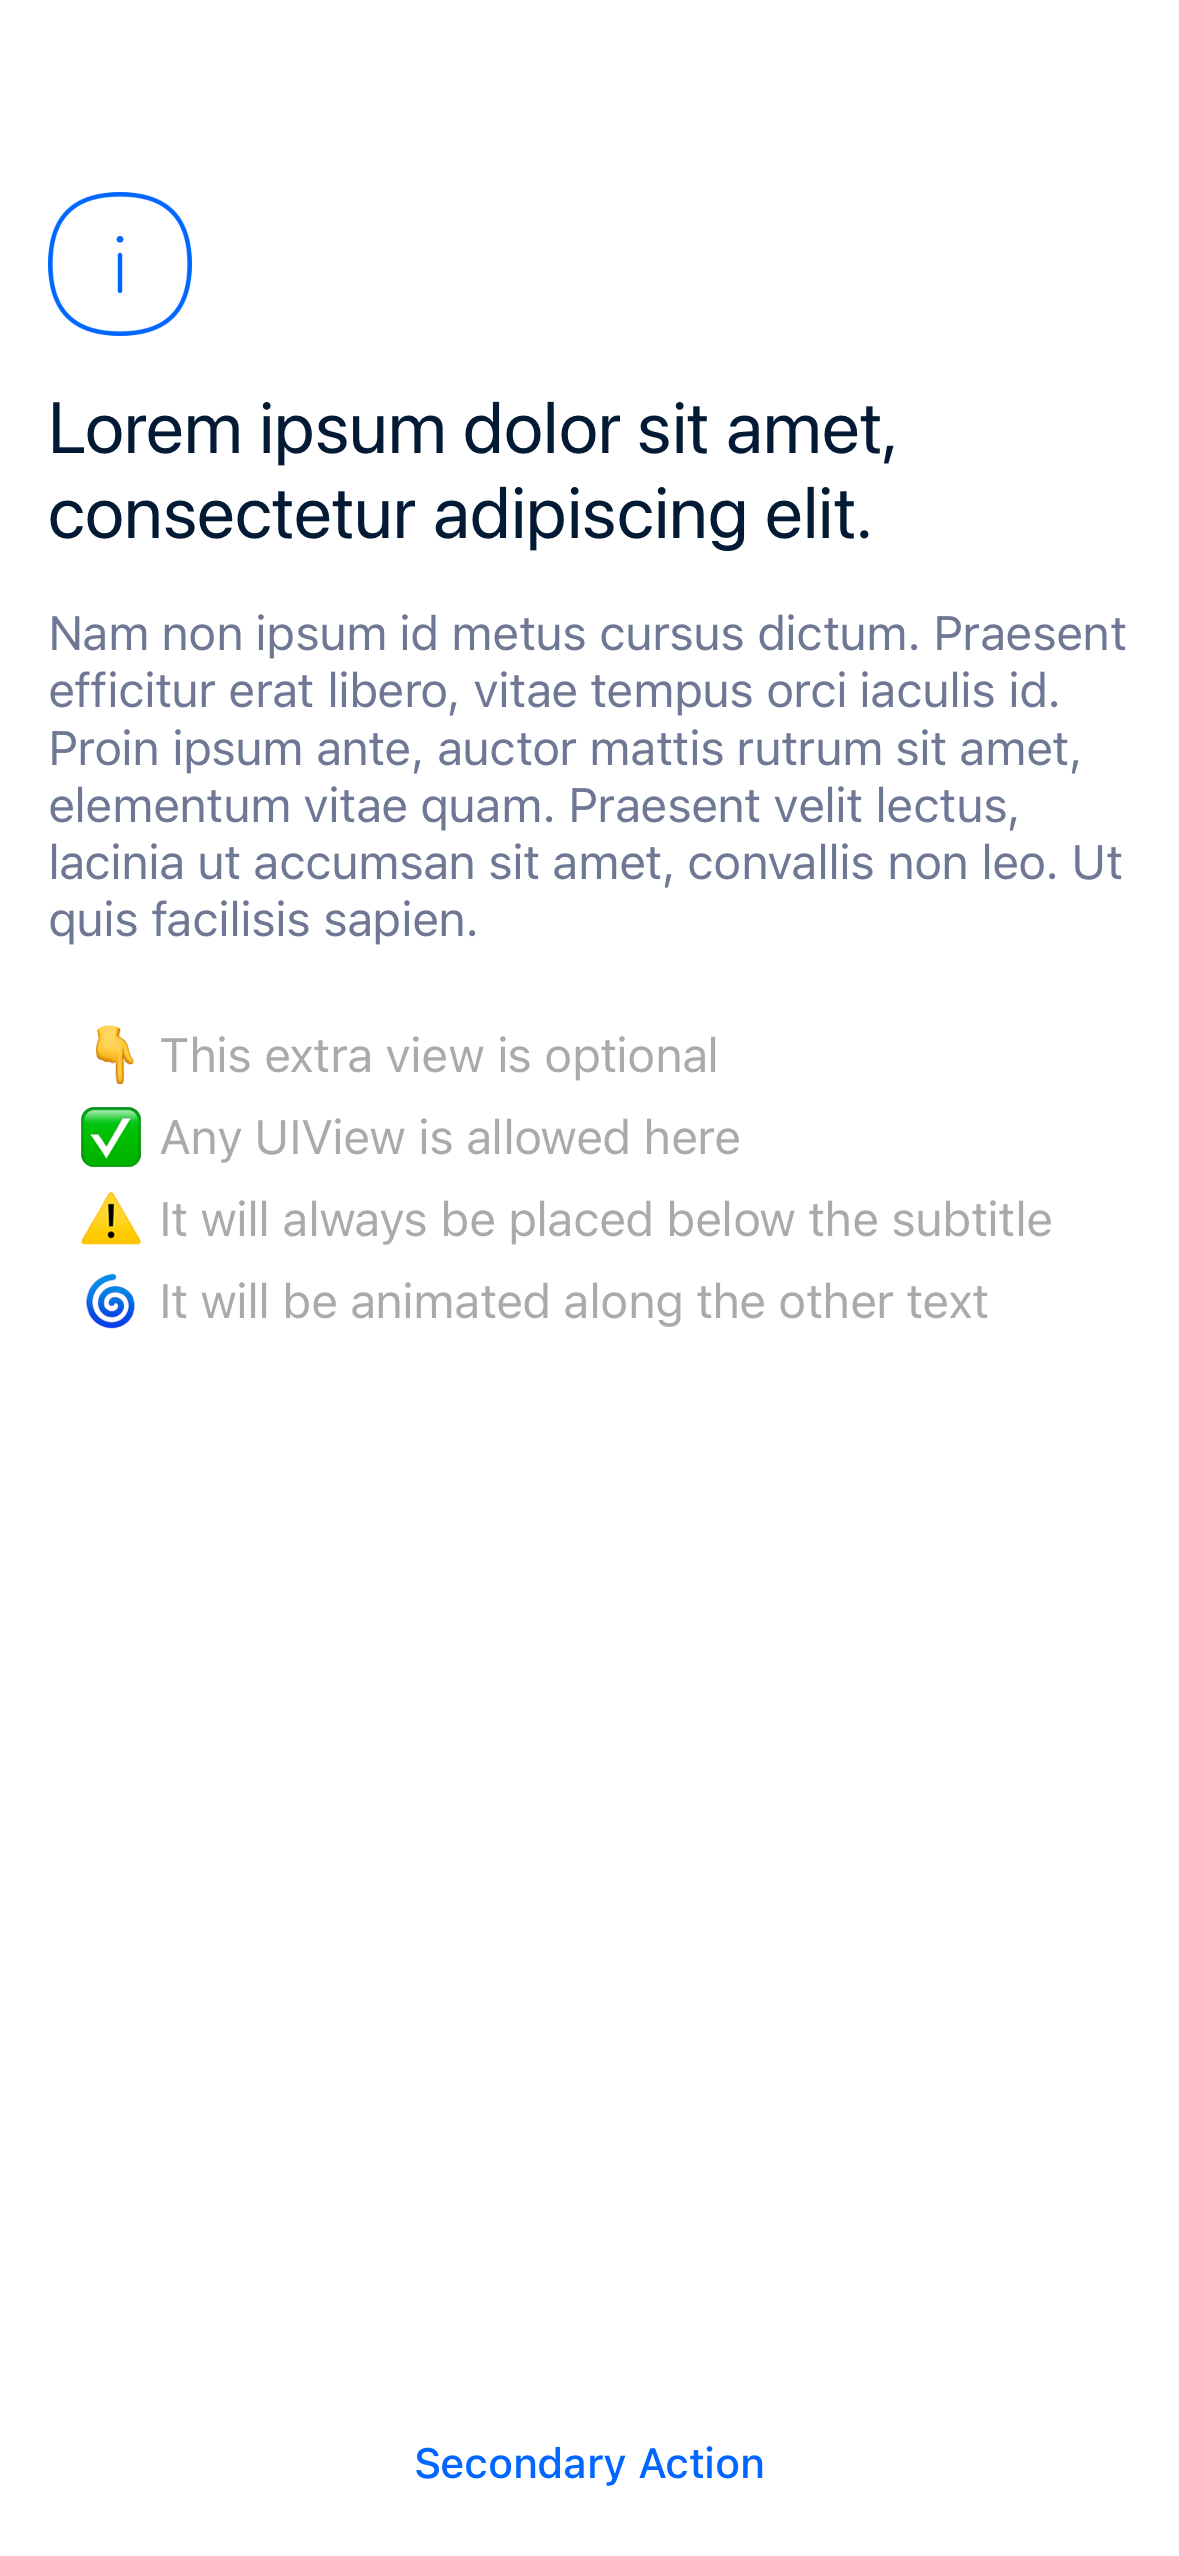 Lorem ipsum dolor sit amet,
consectetur adipiscing elit.
Nam non ipsum id metus cursus dictum. Praesent
efficitur erat libero, vitae tempus orci iaculis id.
Proin ipsum ante, auctor mattis rutrum sit amet,
elementum vitae quam. Praesent velit lectus,
lacinia ut accumsan sit amet, convallis non leo. Ut
quis facilisis sapien.
👇 This extra view is optional
✅ Any UIView is allowed here
⚠️ It will always be placed below the subtitle
🌀 It will be animated along the other text
Secondary Action